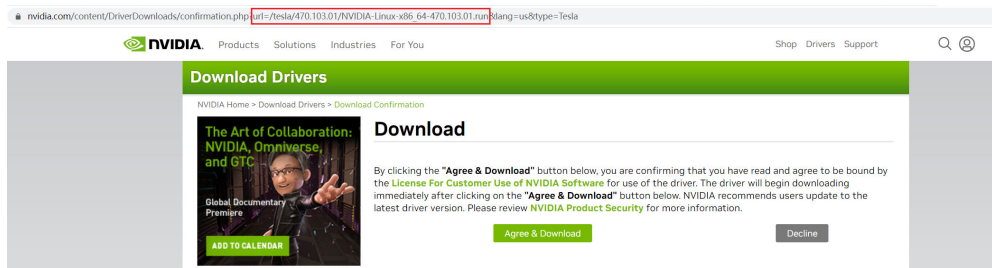 nvidia.com/content/DriverDownloads/confirmation.php?url=/tesla/470.103.01/NVIDIA-Linux-x86_64-470.103.01.run&lang=us&type=Tesla
NVIDIA. Products Solutions Industries For You Shop Drivers Support
Download Drivers
NVIDIA Home > Download Drivers > Download Confirmation
The Art of Collaboration:
NVIDIA, Omniverse,
and GTC
Global Documentary
Premiere
ADD TO CALENDAR
Download
By clicking the "Agree & Download" button below, you are confirming that you have read and agree to be bound by
the License For Customer Use of NVIDIA Software for use of the driver. The driver will begin downloading
immediately after clicking on the "Agree & Download" button below. NVIDIA recommends users update to the
latest driver version. Please review NVIDIA Product Security for more information.
Agree & Download Decline